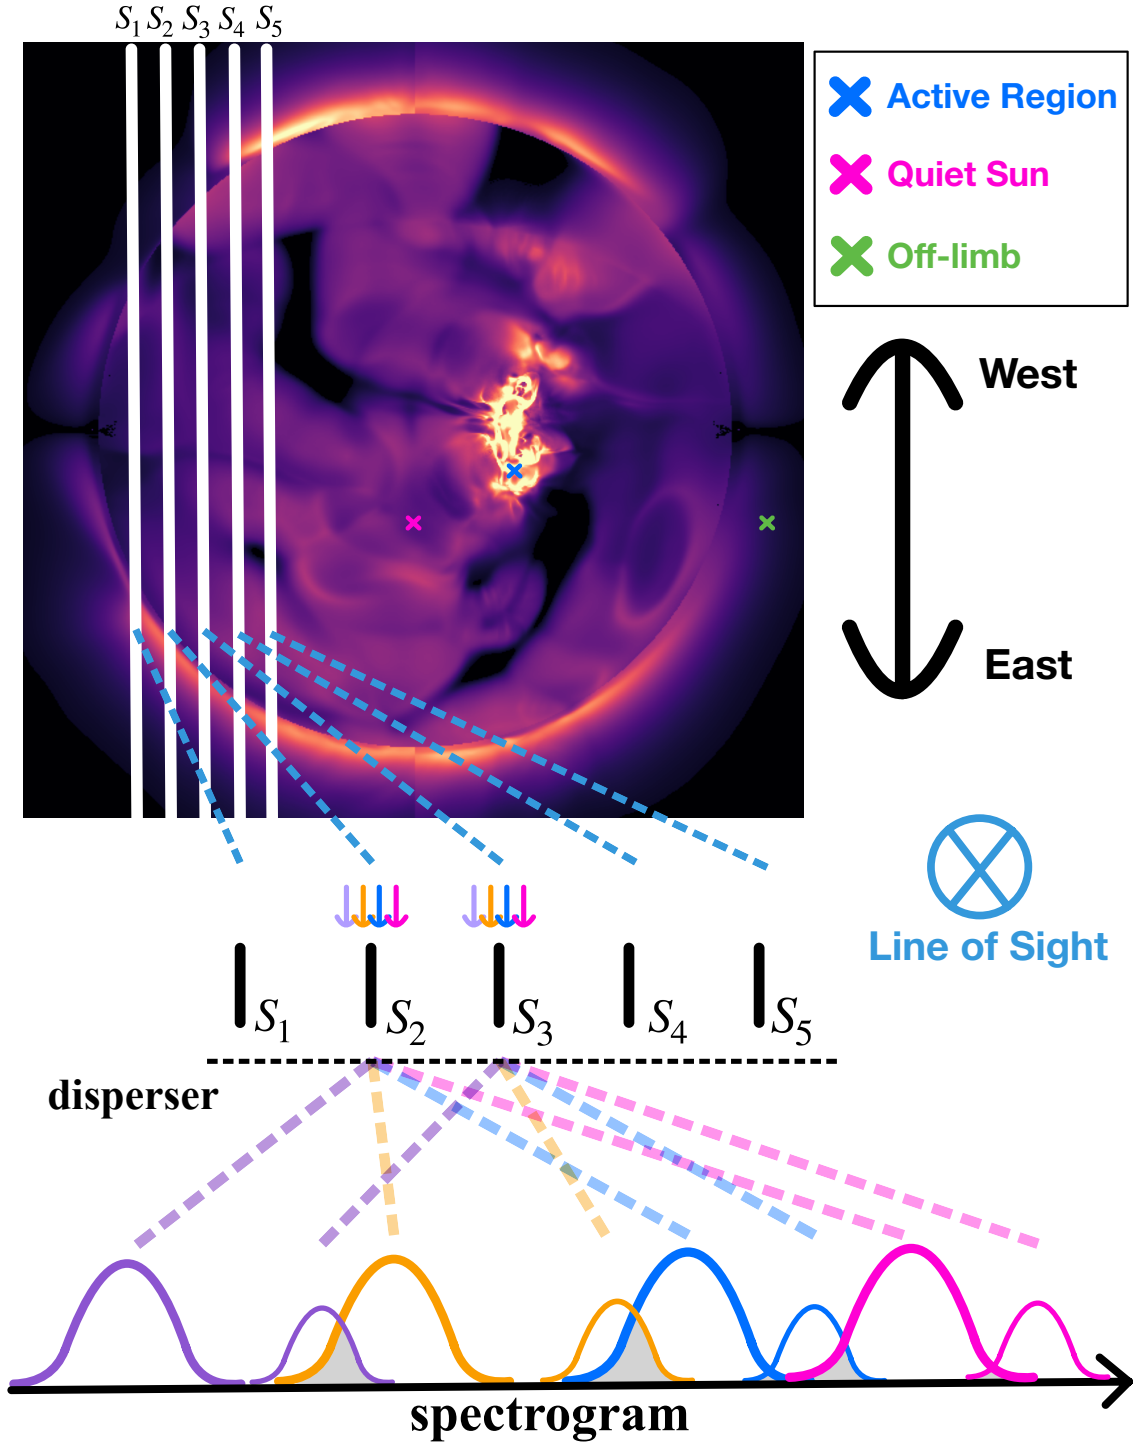 S1 S2 S3 S4 S5
Active Region
Quiet Sun
Off-limb
West
East
Line of Sight
S1 S2 S3 S4 S5
disperser
spectrogram